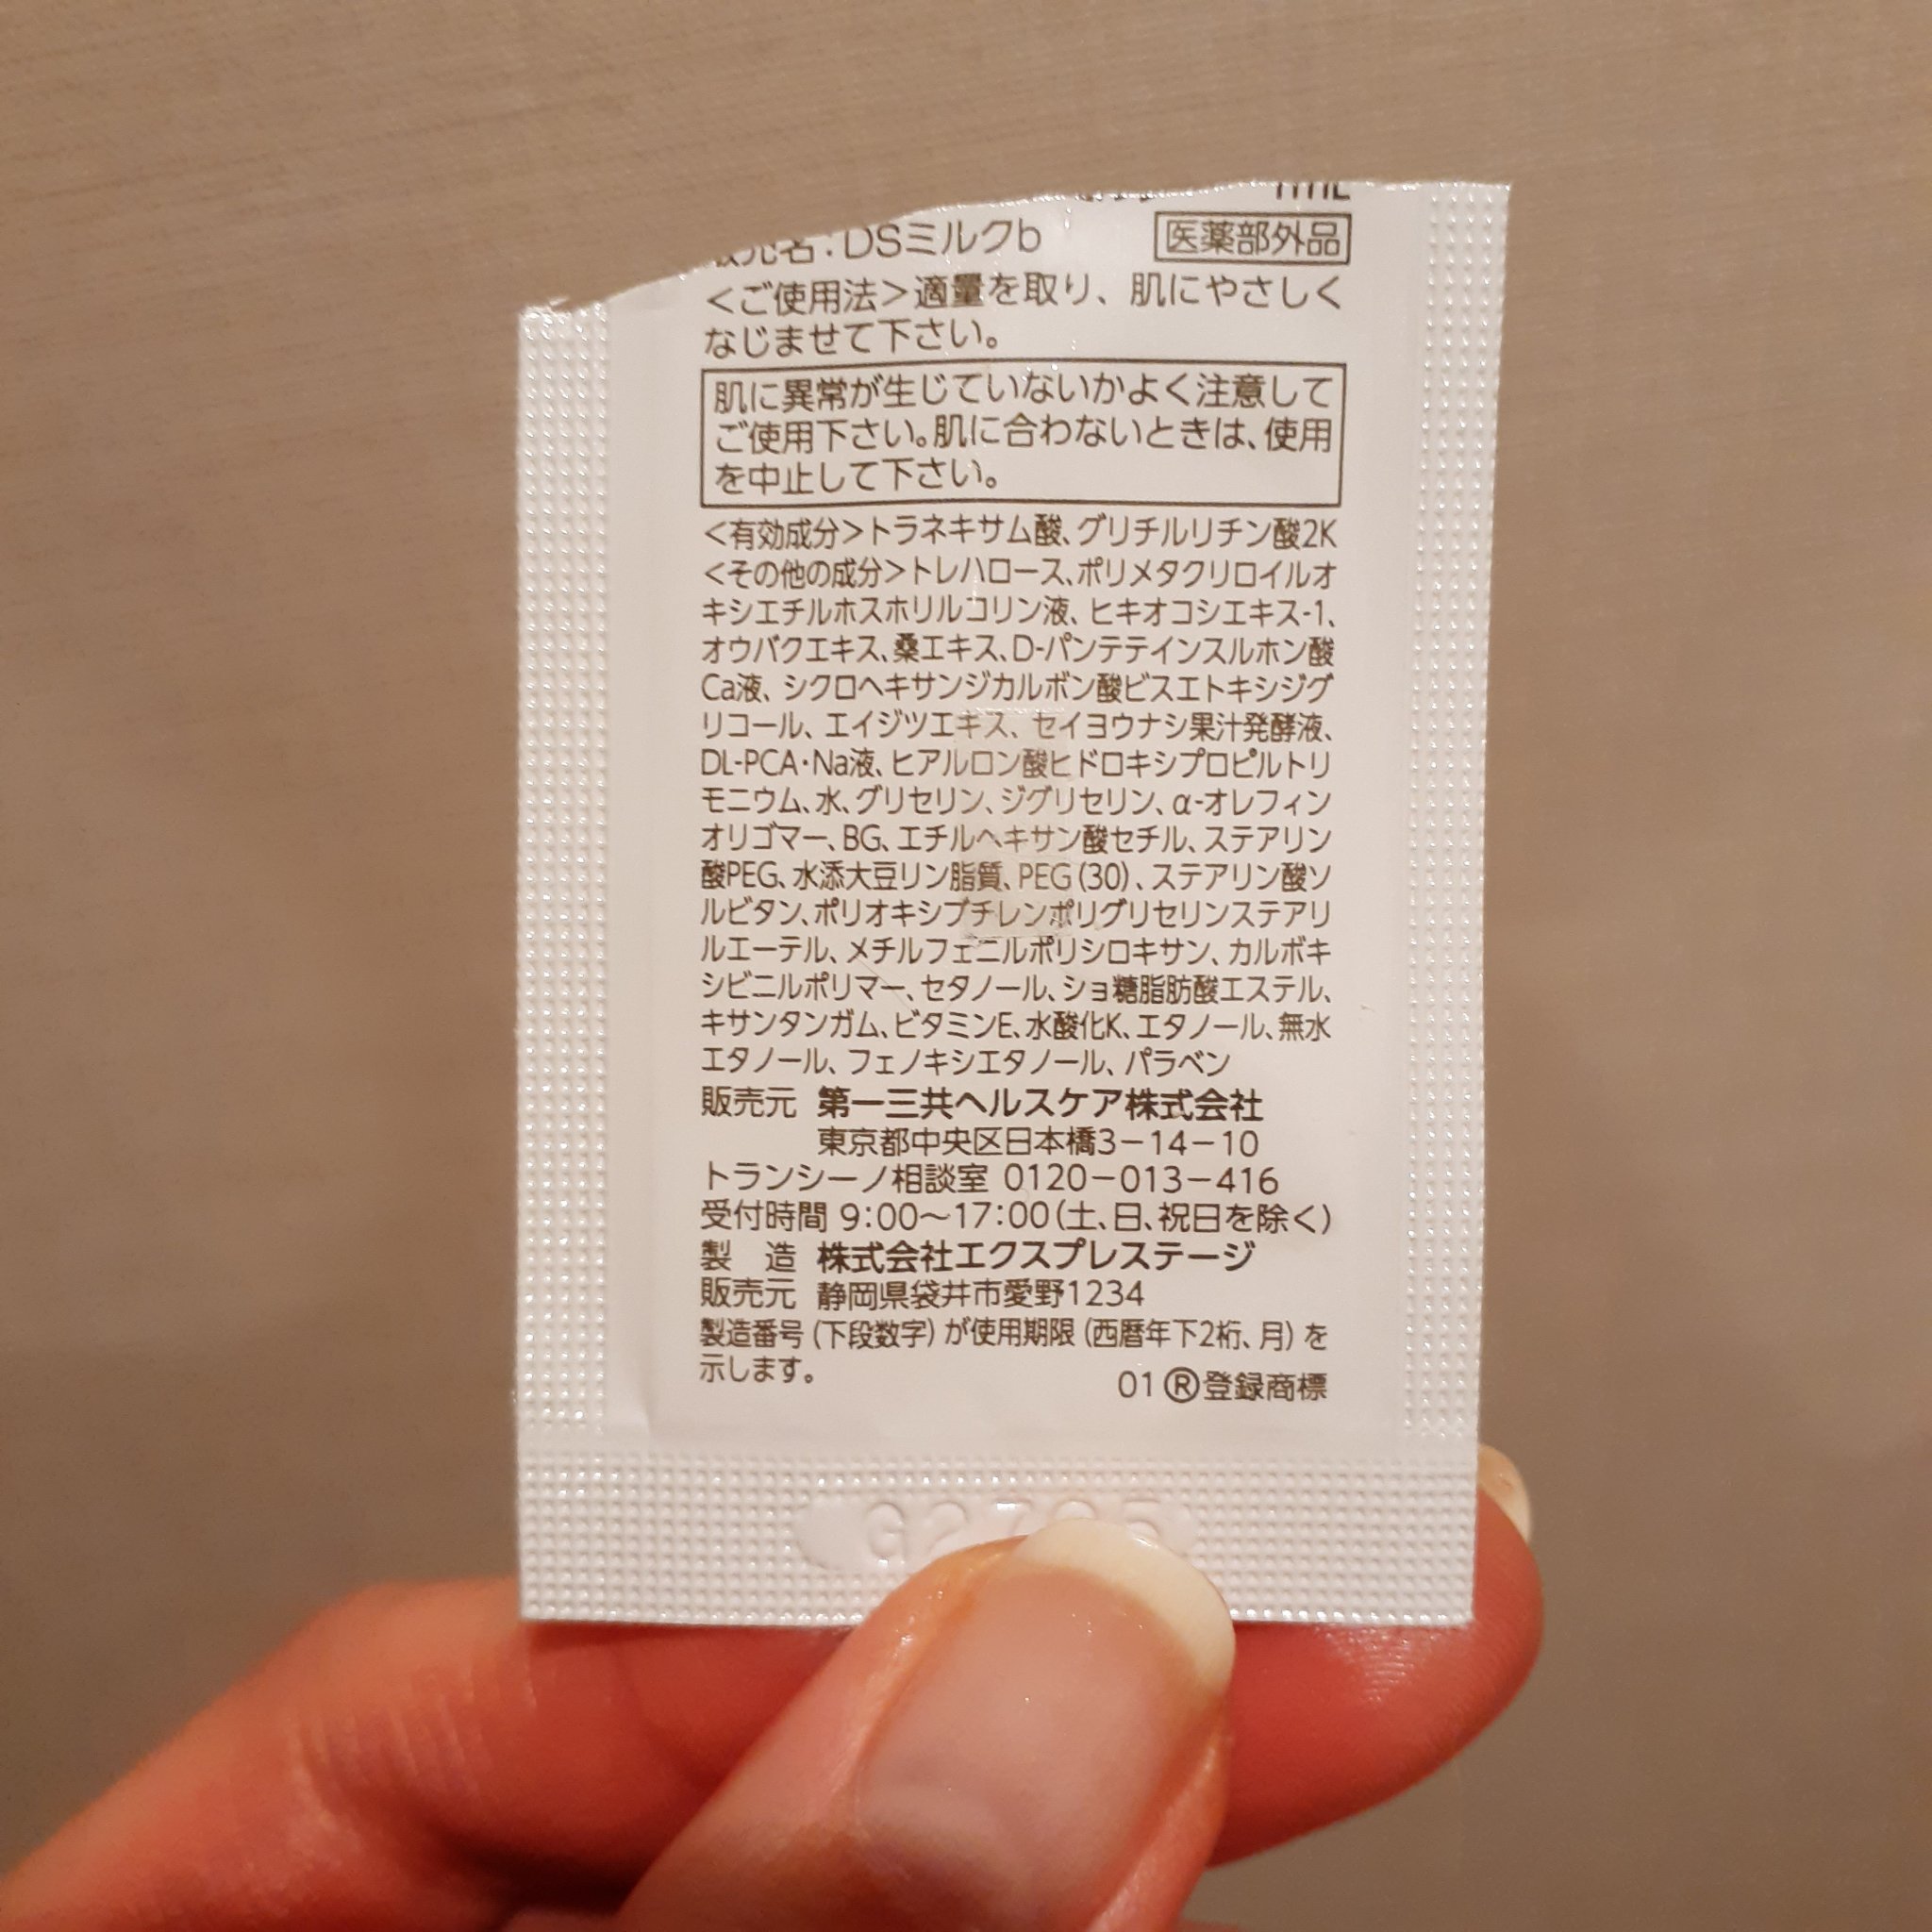 販売名:DSミルクb 医薬部外品
<ご使用法>適量を取り、肌にやさしく
なじませて下さい。
肌に異常が生じていないかよく注意して
ご使用下さい。肌に合わないときは、使用
を中止して下さい。
<有効成分>トラネキサム酸、グリチルリチン酸2K
<その他の成分>トレハロース、ポリメタクリロイルオ
キシエチルホスホリルコリン液、ヒキオコシエキス-1、
オウバクエキス、桑エキス、D-パンテテインスルホン酸
Ca液、シクロヘキサンジカルボン酸ビスエトキシジグ
リコール、エイジツエキス、セイヨウナシ果汁発酵液、
DL-PCA・Na液、ヒアルロン酸ヒドロキシプロピルトリ
モニウム、水、グリセリン、ジグリセリン、α-オレフィン
オリゴマー、BG、エチルヘキサン酸セチル、ステアリン
酸PEG、水添大豆リン脂質、PEG(30)、ステアリン酸ソ
ルビタン、ポリオキシブチレンポリグリセリンステアリ
ルエーテル、メチルフェニルポリシロキサン、カルボキ
シビニルポリマー、セタノール、ショ糖脂肪酸エステル、
キサンタンガム、ビタミンE、水酸化K、エタノール、無水
エタノール、フェノキシエタノール、パラベン
販売元 第一三共ヘルスケア株式会社
東京都中央区日本橋3-14-10
トランシーノ相談室 0120-013-416
受付時間 9:00〜17:00(土、日、祝日を除く)
製 造 株式会社エクスプレステージ
販売元 静岡県袋井市愛野1234
製造番号(下段数字)が使用期限(西暦年下2桁、月)を
示します。
01 ®登録商標